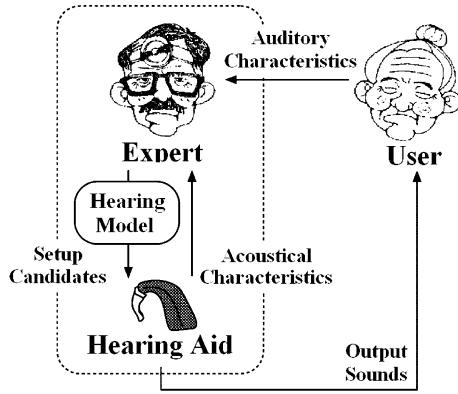 Auditory
Characteristics
Expert
User
Hearing
Model
Setup
Candidates
Acoustical
Characteristics
Hearing Aid
Output
Sounds